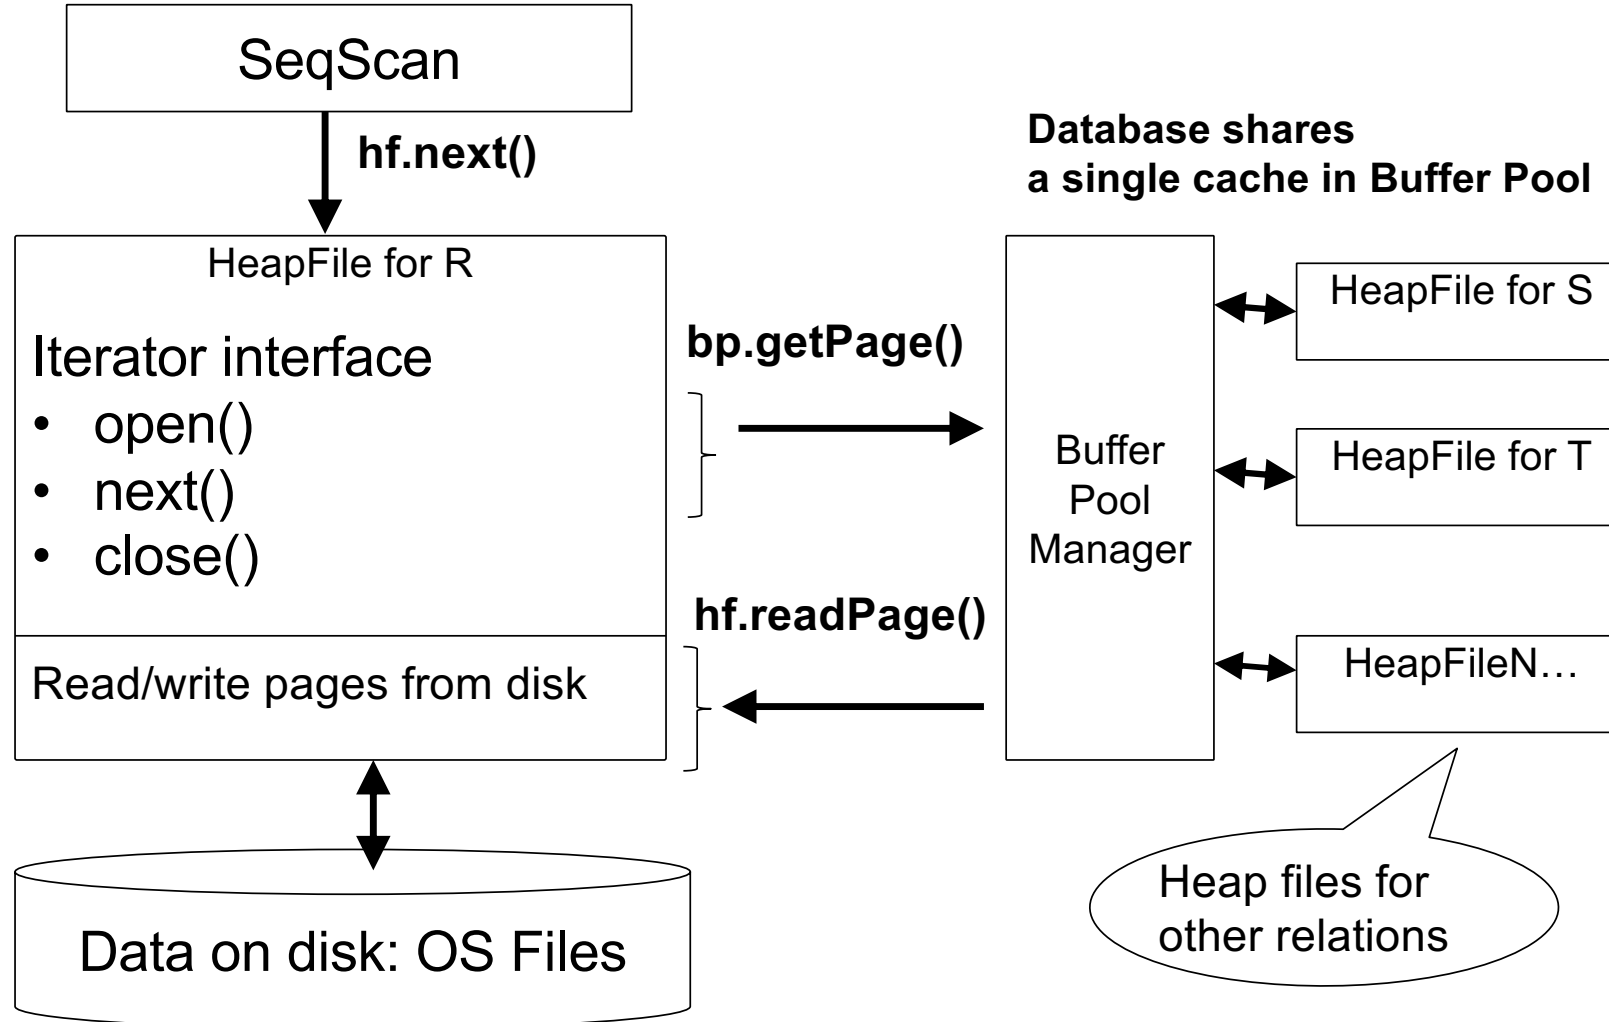 SeqScan
hf.next()
Database shares
a single cache in Buffer Pool
HeapFile for R
Iterator interface
• open()
• next()
• close()
Read/write pages from disk
bp.getPage()
hf.readPage()
Buffer
Pool
Manager
HeapFile for S
HeapFile for T
HeapFileN…
Heap files for
other relations
Data on disk: OS Files